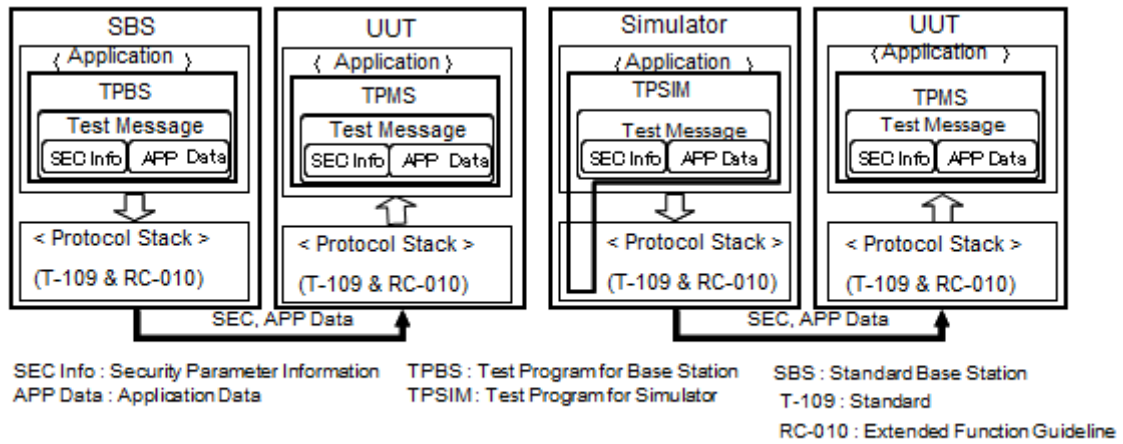 SBS
{ Application }
TPBS
Test Message
SEC Info APP Data
< Protocol Stack >
(T-109 & RC-010)
UUT
{ Application }
TPMS
Test Message
SEC Info APP Data
< Protocol Stack >
(T-109 & RC-010)
SEC, APP Data
Simulator
{Application }
TPSIM
Test Message
SEC Info APP Data
< Protocol Stack >
(T-109 & RC-010)
UUT
{Application }
TPMS
Test Message
SEC Info APP Data
< Protocol Stack >
(T-109 & RC-010)
SEC, APP Data
SEC Info : Security Parameter Information
APP Data : Application Data
TPBS : Test Program for Base Station
TPSIM : Test Program for Simulator
SBS : Standard Base Station
T-109 : Standard
RC-010 : Extended Function Guideline